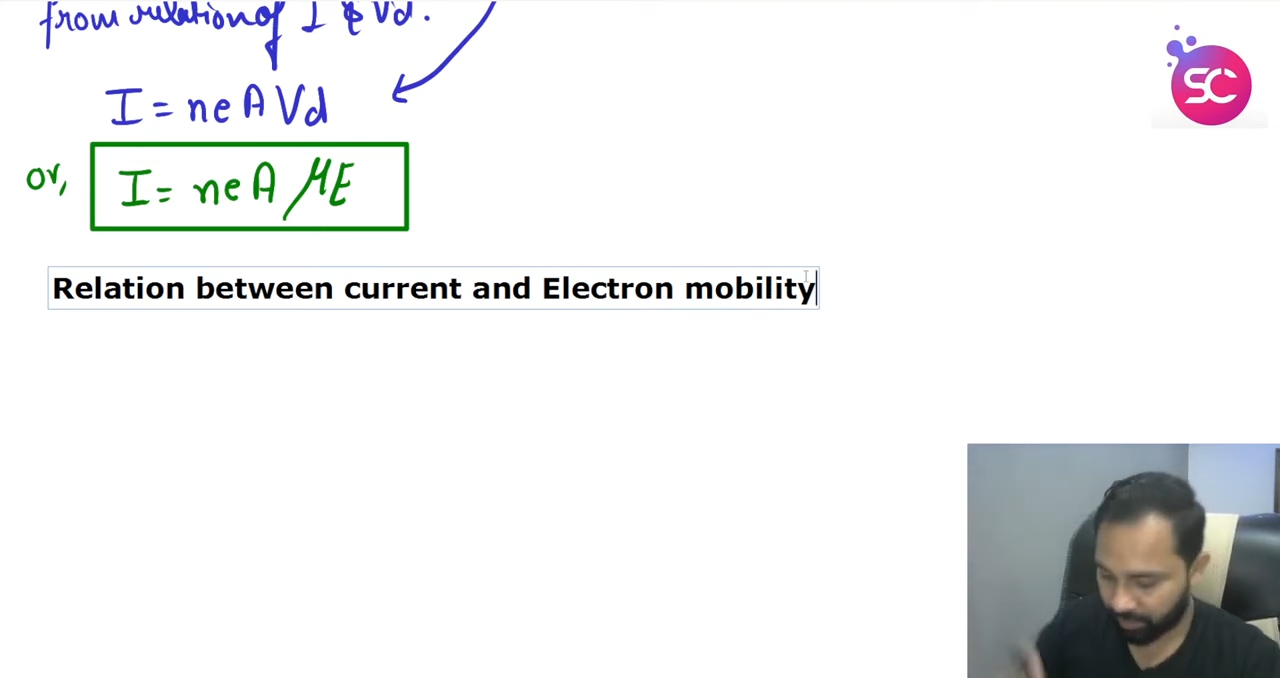 from relation of I & Vd.
I = neAVd
or, I = neAμE
Relation between current and Electron mobility
SC